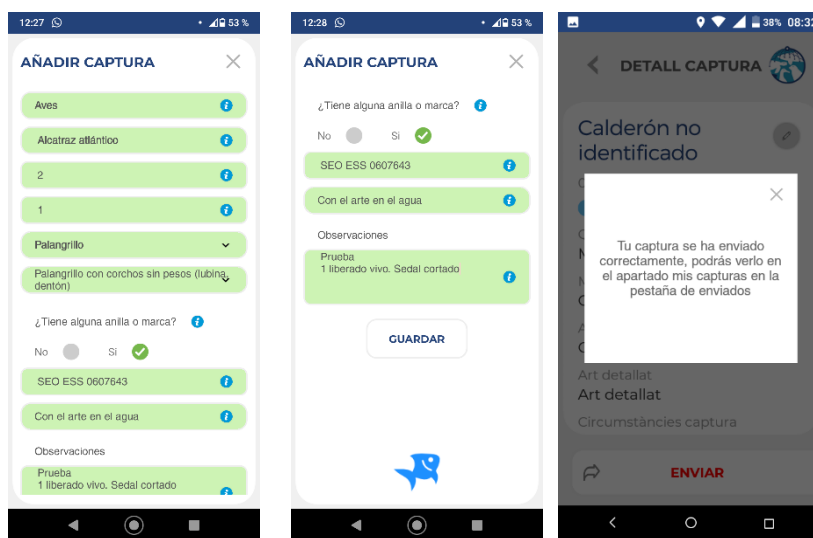 12:27
53 %
AÑADIR CAPTURA
Aves
Alcatraz atlántico
2
1
Palangrillo
Palangrillo con corchos sin pesos (lubina,
dentón)
¿Tiene alguna anilla o marca?
No
Si
SEO ESS 0607643
Con el arte en el agua
Observaciones
Prueba
1 liberado vivo. Sedal cortado
12:28
53 %
AÑADIR CAPTURA
¿Tiene alguna anilla o marca?
No
Si
SEO ESS 0607643
Con el arte en el agua
Observaciones
Prueba
1 liberado vivo. Sedal cortado
GUARDAR
38% 08:32
DETALL CAPTURA
Calderón no
identificado
Tu captura se ha enviado
correctamente, podrás verlo en
el apartado mis capturas en la
pestaña de enviados
Art detallat
Art detallat
Circumstàncies captura
ENVIAR